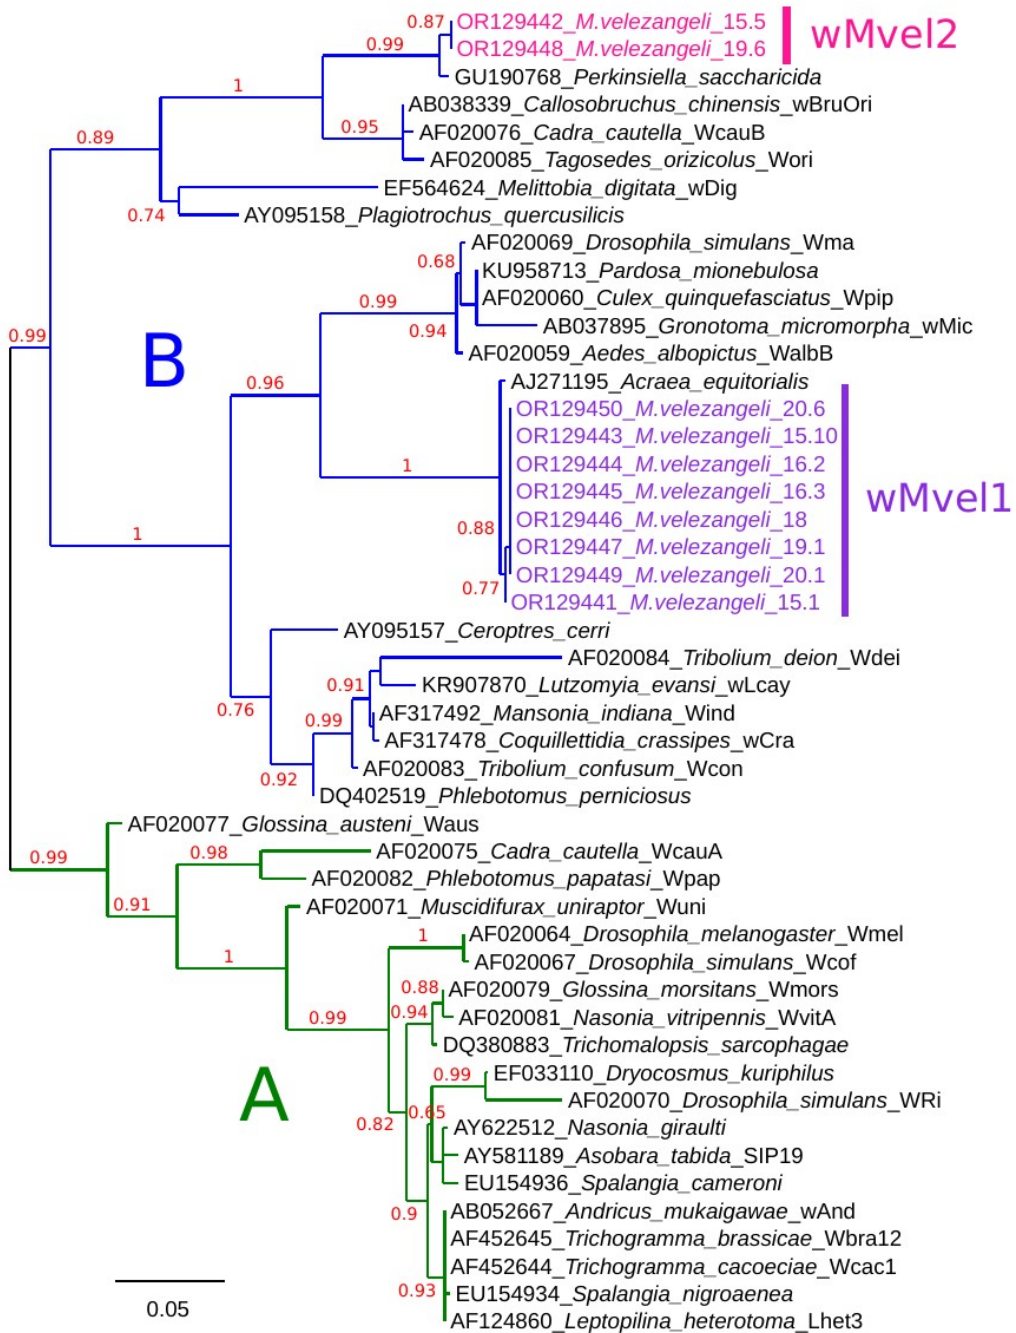 0.87 OR129442_M.velezangeli_15.5
0.99 OR129448_M.velezangeli_19.6
wMvel2
GU190768_Perkinsiella_saccharicida
1
AB038339_Callosobruchus_chinensis_wBruOri
0.95 AF020076_Cadra_cautella_WcauB
0.89
AF020085_Tagosedes_orizicolus_Wori
EF564624_Melittobia_digitata_wDig
0.74 AY095158_Plagiotrochus_quercusilicis
AF020069_Drosophila_simulans_Wma
0.68
KU958713_Pardosa_mionebulosa
0.99 AF020060_Culex_quinquefasciatus_Wpip
0.94 AB037895_Gronotoma_micromorpha_wMic
0.99
B
AF020059_Aedes_albopictus_WalbB
0.96 AJ271195_Acraea_equitorialis
OR129450_M.velezangeli_20.6
OR129443_M.velezangeli_15.10
1 OR129444_M.velezangeli_16.2
OR129445_M.velezangeli_16.3
wMvel1
OR129446_M.velezangeli_18
0.88
1
OR129447_M.velezangeli_19.1
OR129449_M.velezangeli_20.1
0.77
OR129441_M.velezangeli_15.1
AY095157_Ceroptres_cerri
AF020084_Tribolium_deion_Wdei
0.91 KR907870_Lutzomyia_evansi_wLcay
0.76
0.99 AF317492_Mansonia_indiana_Wind
AF317478_Coquillettidia_crassipes_wCra
0.92 AF020083_Tribolium_confusum_Wcon
DQ402519_Phlebotomus_perniciosus
AF020077_Glossina_austeni_Waus
0.99 0.98 AF020075_Cadra_cautella_WcauA
AF020082_Phlebotomus_papatasi_Wpap
0.91 AF020071_Muscidifurax_uniraptor_Wuni
1 AF020064_Drosophila_melanogaster_Wmel
1 AF020067_Drosophila_simulans_Wcof
0.88 AF020079_Glossina_morsitans_Wmors
0.99 0.94 AF020081_Nasonia_vitripennis_WvitA
DQ380883_Trichomalopsis_sarcophagae
0.99 EF033110_Dryocosmus_kuriphilus
A
AF020070_Drosophila_simulans_WRi
0.82 0.65
AY622512_Nasonia_giraulti
AY581189_Asobara_tabida_SIP19
EU154936_Spalangia_cameroni
0.9 AB052667_Andricus_mukaigawae_wAnd
AF452645_Trichogramma_brassicae_Wbra12
AF452644_Trichogramma_cacoeciae_Wcac1
0.93 EU154934_Spalangia_nigroaenea
0.05 AF124860_Leptopilina_heterotoma_Lhet3